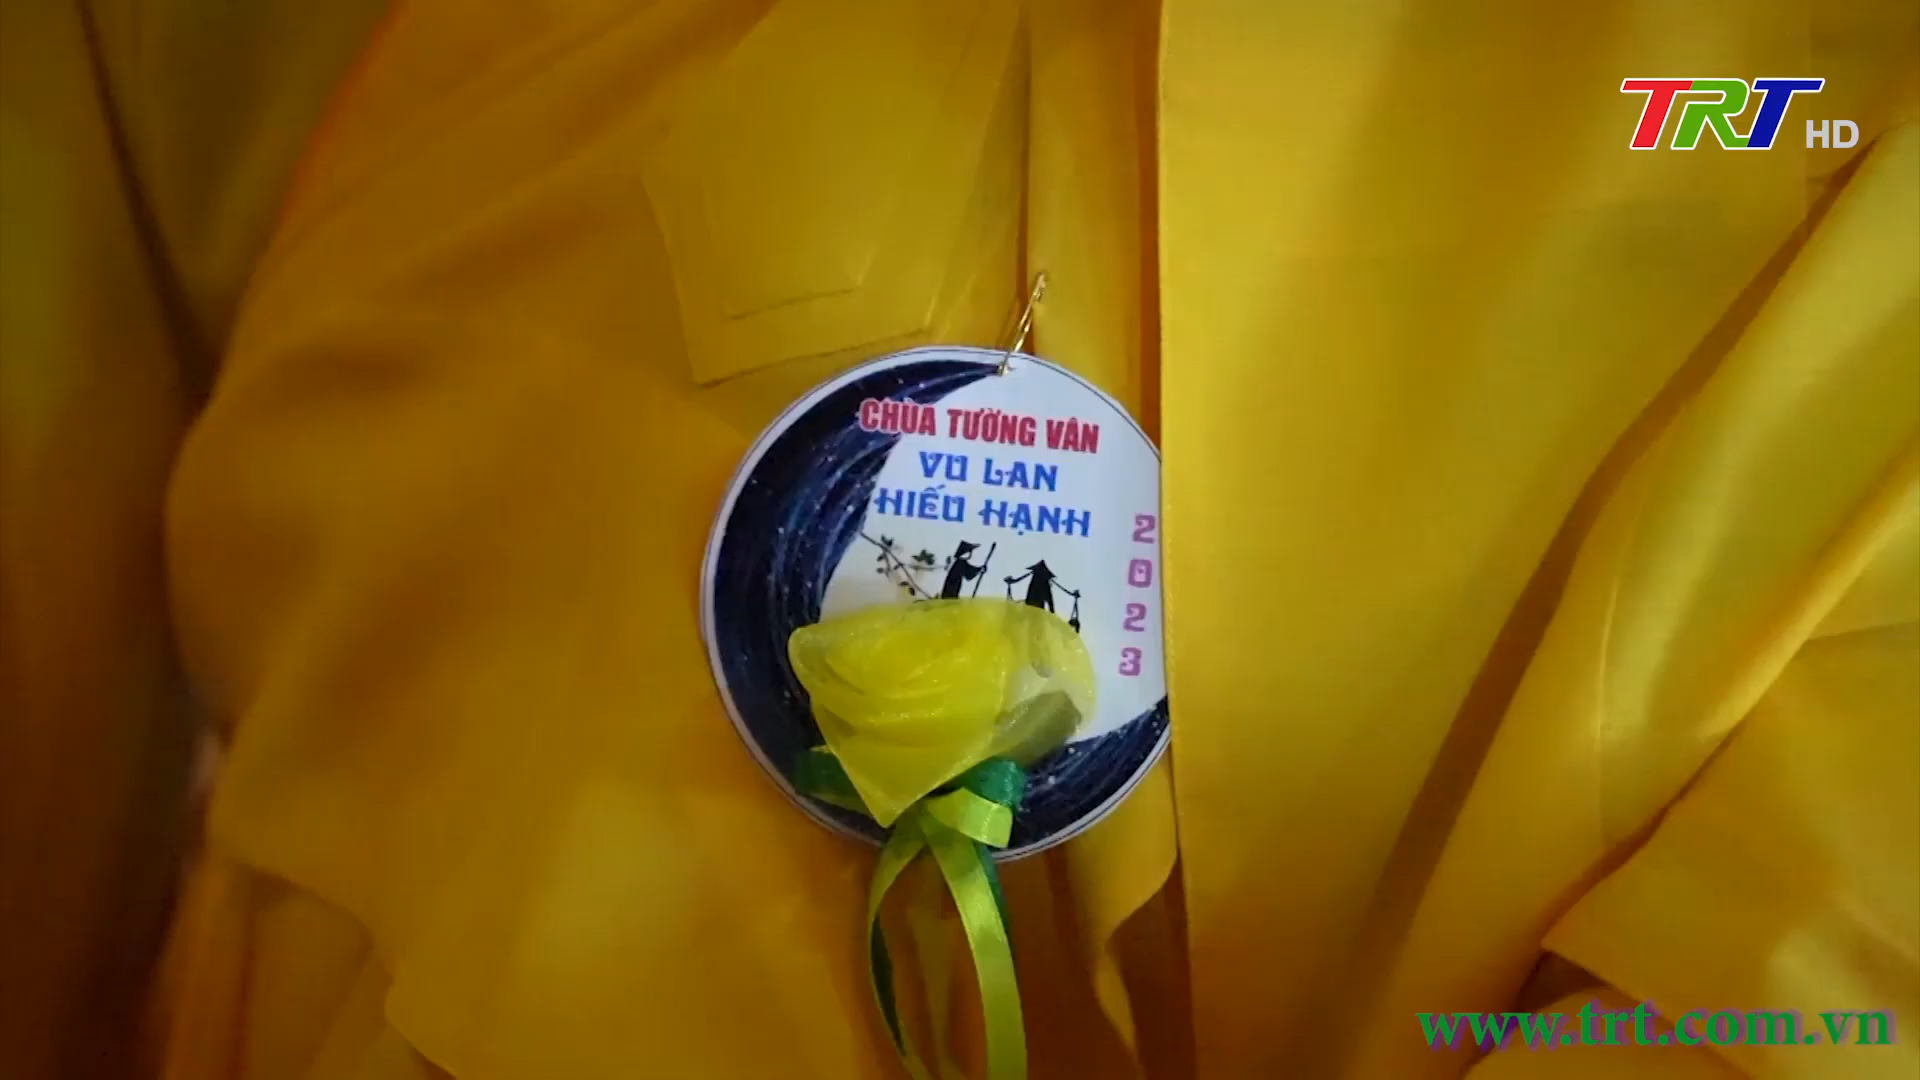 TRT HD
CHÙA TƯỜNG VÂN
VU LAN
HIẾU HẠNH
2023
www.trt.com.vn